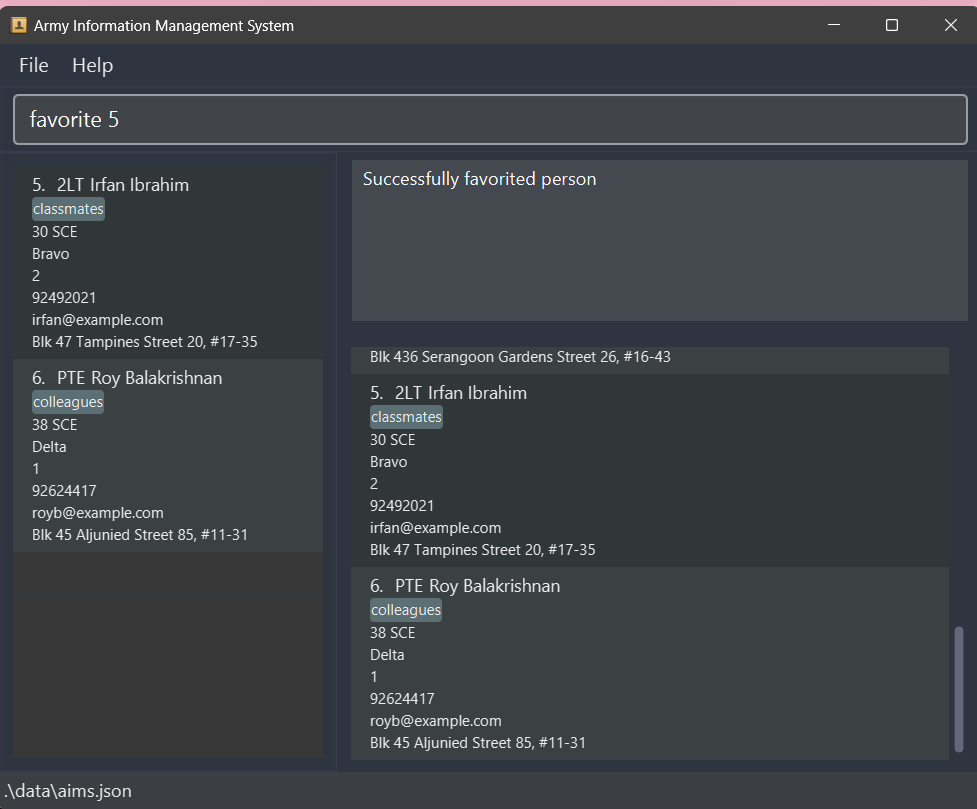 Army Information Management System
File Help
favorite 5
5. 2LT Irfan Ibrahim
classmates
30 SCE
Bravo
2
92492021
irfan@example.com
Blk 47 Tampines Street 20, #17-35
6. PTE Roy Balakrishnan
colleagues
38 SCE
Delta
1
92624417
royb@example.com
Blk 45 Aljunied Street 85, #11-31
Successfully favorited person
Blk 436 Serangoon Gardens Street 26, #16-43
5. 2LT Irfan Ibrahim
classmates
30 SCE
Bravo
2
92492021
irfan@example.com
Blk 47 Tampines Street 20, #17-35
6. PTE Roy Balakrishnan
colleagues
38 SCE
Delta
1
92624417
royb@example.com
Blk 45 Aljunied Street 85, #11-31
.\data\aims.json